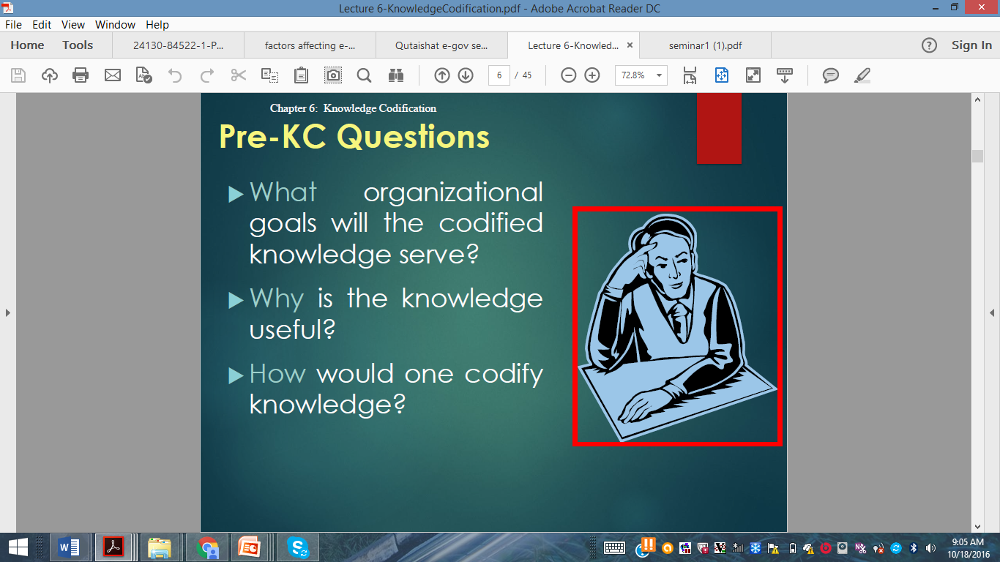 Lecture 6-KnowledgeCodification.pdf - Adobe Acrobat Reader DC
File Edit View Window Help
Home Tools 24130-84522-1-P... factors affecting e-... Qutaishat e-gov se... Lecture 6-Knowled... × seminar1 (1).pdf Sign In
6 / 45 72.8%
Chapter 6: Knowledge Codification
Pre-KC Questions
What organizational
goals will the codified
knowledge serve?
Why is the knowledge
useful?
How would one codify
knowledge?
9:05 AM
10/18/2016